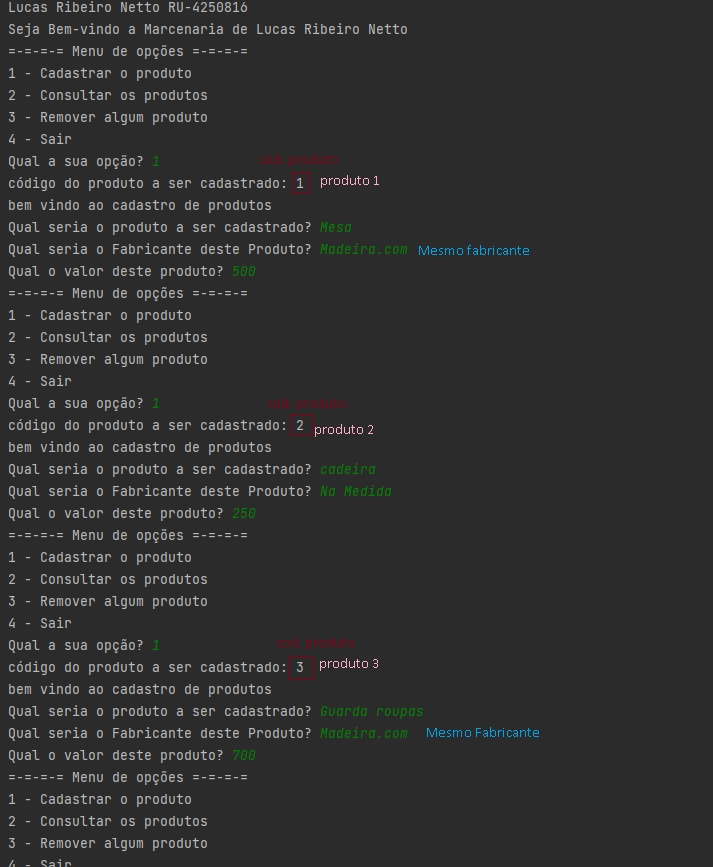 Lucas Ribeiro Netto RU-4250816
Seja Bem-vindo a Marcenaria de Lucas Ribeiro Netto
=-=-=-= Menu de opções =-=-=-=
1 - Cadastrar o produto
2 - Consultar os produtos
3 - Remover algum produto
4 - Sair
Qual a sua opção? 1 cod produto
código do produto a ser cadastrado: 1 produto 1
bem vindo ao cadastro de produtos
Qual seria o produto a ser cadastrado? Mesa
Qual seria o Fabricante deste Produto? Madeira.com Mesmo fabricante
Qual o valor deste produto? 500
=-=-=-= Menu de opções =-=-=-=
1 - Cadastrar o produto
2 - Consultar os produtos
3 - Remover algum produto
4 - Sair
Qual a sua opção? 1 cod produto
código do produto a ser cadastrado: 2 produto 2
bem vindo ao cadastro de produtos
Qual seria o produto a ser cadastrado? cadeira
Qual seria o Fabricante deste Produto? Na Medida
Qual o valor deste produto? 250
=-=-=-= Menu de opções =-=-=-=
1 - Cadastrar o produto
2 - Consultar os produtos
3 - Remover algum produto
4 - Sair
Qual a sua opção? 1 cod produto
código do produto a ser cadastrado: 3 produto 3
bem vindo ao cadastro de produtos
Qual seria o produto a ser cadastrado? Guarda roupas
Qual seria o Fabricante deste Produto? Madeira.com Mesmo Fabricante
Qual o valor deste produto? 700
=-=-=-= Menu de opções =-=-=-=
1 - Cadastrar o produto
2 - Consultar os produtos
3 - Remover algum produto
4 - Sair